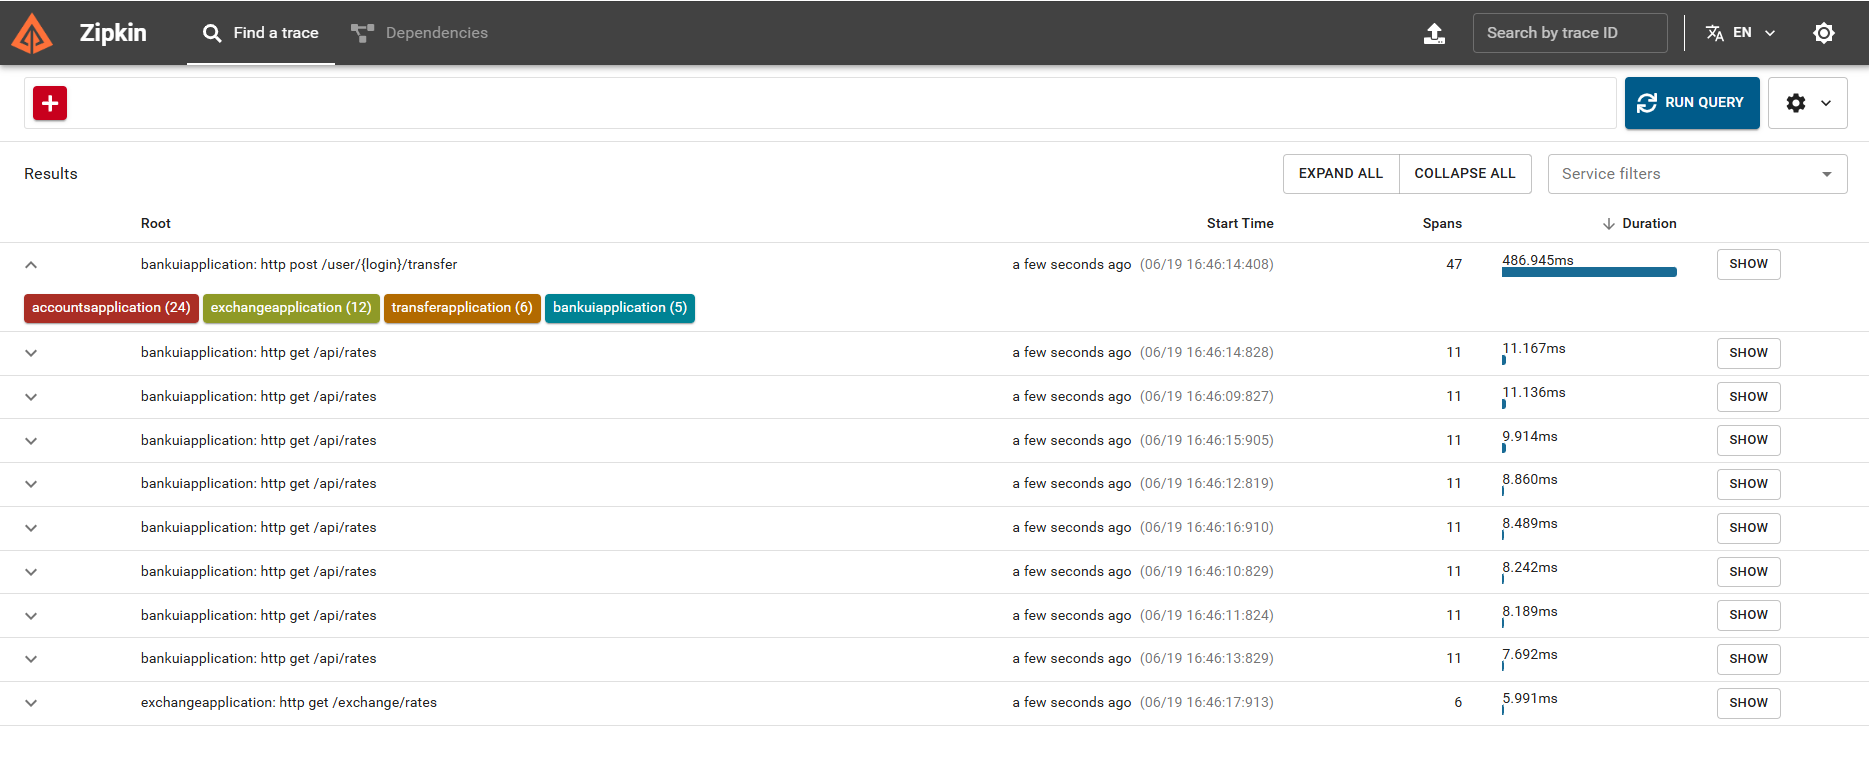 Zipkin Find a trace Dependencies Search by trace ID EN
RUN QUERY
Results EXPAND ALL COLLAPSE ALL Service filters
Root Start Time Spans Duration
bankuiapplication: http post /user/{login}/transfer a few seconds ago (06/19 16:46:14:408) 47 486.945ms SHOW
accountsapplication (24) exchangeapplication (12) transferapplication (6) bankuiapplication (5)
bankuiapplication: http get /api/rates a few seconds ago (06/19 16:46:14:828) 11 11.167ms SHOW
bankuiapplication: http get /api/rates a few seconds ago (06/19 16:46:09:827) 11 11.136ms SHOW
bankuiapplication: http get /api/rates a few seconds ago (06/19 16:46:15:905) 11 9.914ms SHOW
bankuiapplication: http get /api/rates a few seconds ago (06/19 16:46:12:819) 11 8.860ms SHOW
bankuiapplication: http get /api/rates a few seconds ago (06/19 16:46:16:910) 11 8.489ms SHOW
bankuiapplication: http get /api/rates a few seconds ago (06/19 16:46:10:829) 11 8.242ms SHOW
bankuiapplication: http get /api/rates a few seconds ago (06/19 16:46:11:824) 11 8.189ms SHOW
bankuiapplication: http get /api/rates a few seconds ago (06/19 16:46:13:829) 11 7.692ms SHOW
exchangeapplication: http get /exchange/rates a few seconds ago (06/19 16:46:17:913) 6 5.991ms SHOW